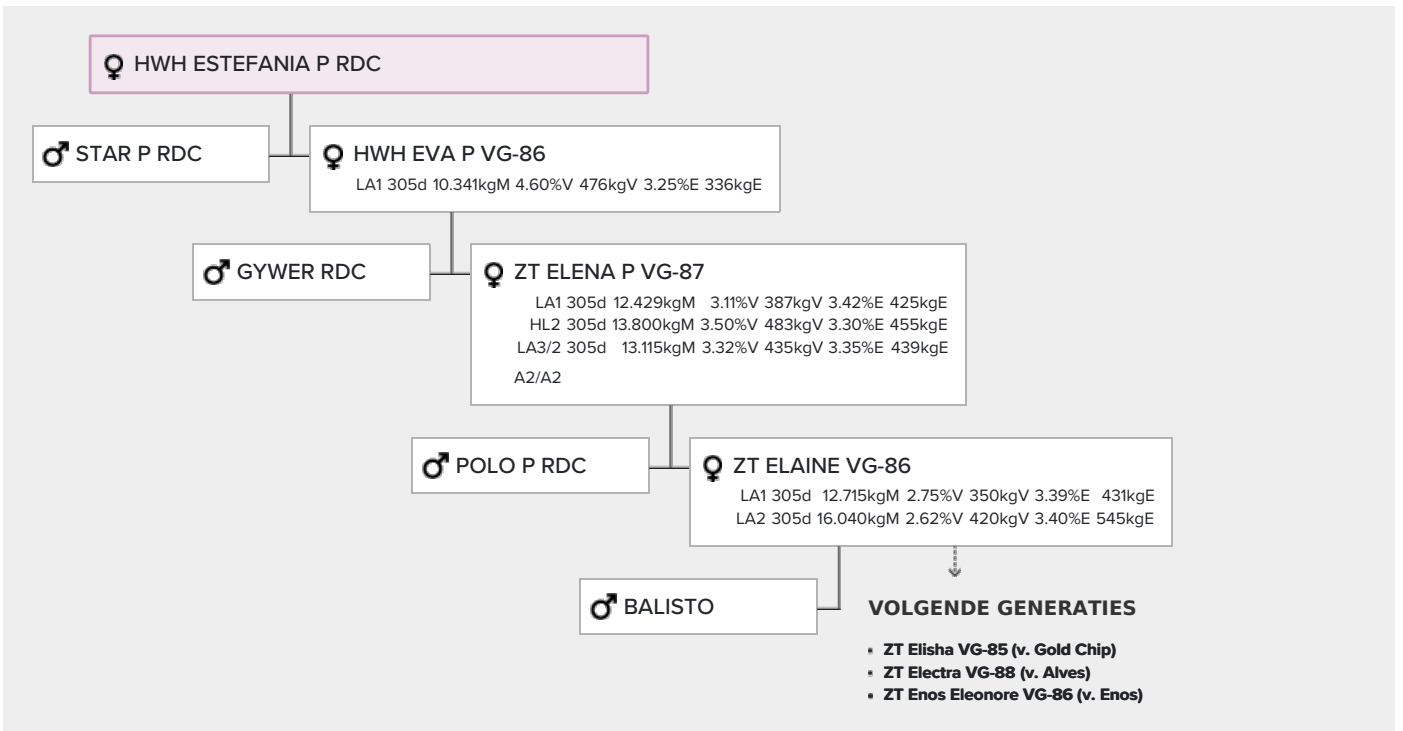 HWH ESTEFANIA P RDC
STAR P RDC
HWH EVA P VG-86
LA1 305d 10.341kgM 4.60%V 476kgV 3.25%E 336kgE
GYWER RDC
ZT ELENA P VG-87
LA1 305d 12.429kgM 3.11%V 387kgV 3.42%E 425kgE
HL2 305d 13.800kgM 3.50%V 483kgV 3.30%E 455kgE
LA3/2 305d 13.115kgM 3.32%V 435kgV 3.35%E 439kgE
A2/A2
POLO P RDC
ZT ELAINE VG-86
LA1 305d 12.715kgM 2.75%V 350kgV 3.39%E 431kgE
LA2 305d 16.040kgM 2.62%V 420kgV 3.40%E 545kgE
BALISTO
VOLGENDE GENERATIES
ZT Elisha VG-85 (v. Gold Chip)
ZT Electra VG-88 (v. Alves)
ZT Enos Eleonore VG-86 (v. Enos)